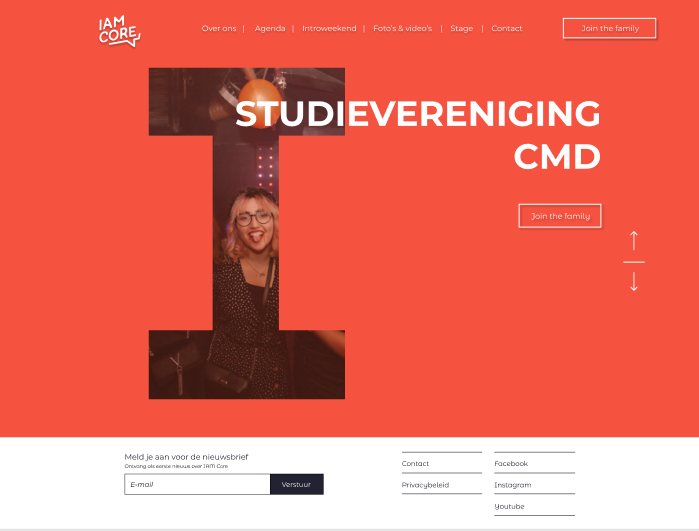 IAM
CORE
Over ons | Agenda | Introweekend | Foto's & video's | Stage | Contact
Join the family
STUDIEVERENIGING
CMD
Join the family
Meld je aan voor de nieuwsbrief
Ontvang als eerste nieuws over IAM Core
E-mail
Verstuur
Contact
Facebook
Privacybeleid
Instagram
Youtube